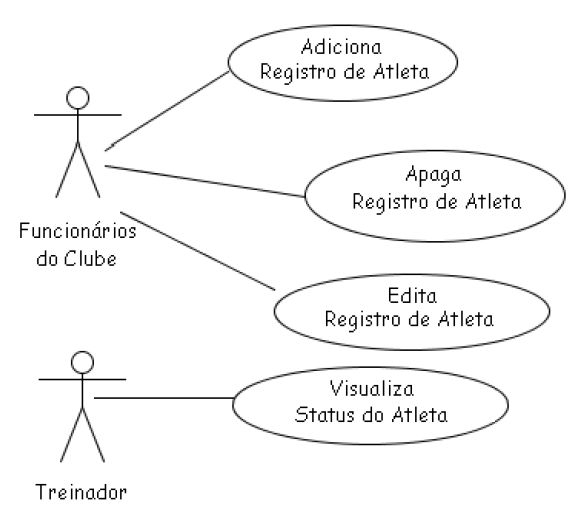 Adiciona
Registro de Atleta
Apaga
Registro de Atleta
Funcionários
do Clube
Edita
Registro de Atleta
Visualiza
Status do Atleta
Treinador